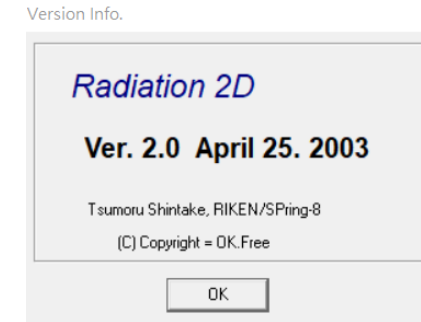 Version Info.
Radiation 2D
Ver. 2.0 April 25. 2003
Tsumoru Shintake, RIKEN/SPring-8
(C) Copyright = OK.Free
OK